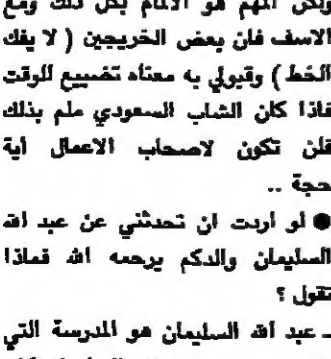 ولكن المهم هو الالمام بكل ذلك ومع
الاسف فان بعض الخريجين ( لا يفك
الخط ) وقبولي به معناه تضييع للوقت
فاذا كان الشاب السعودي ملم بذلك
فلن تكون لاصحاب الاعمال أية
حجة ..
● لو اردت ان تحدثني عن عبد الله
السليمان والدكم يرحمه الله فماذا
تقول ؟
ـ عبد الله السليمان هو المدرسة التي